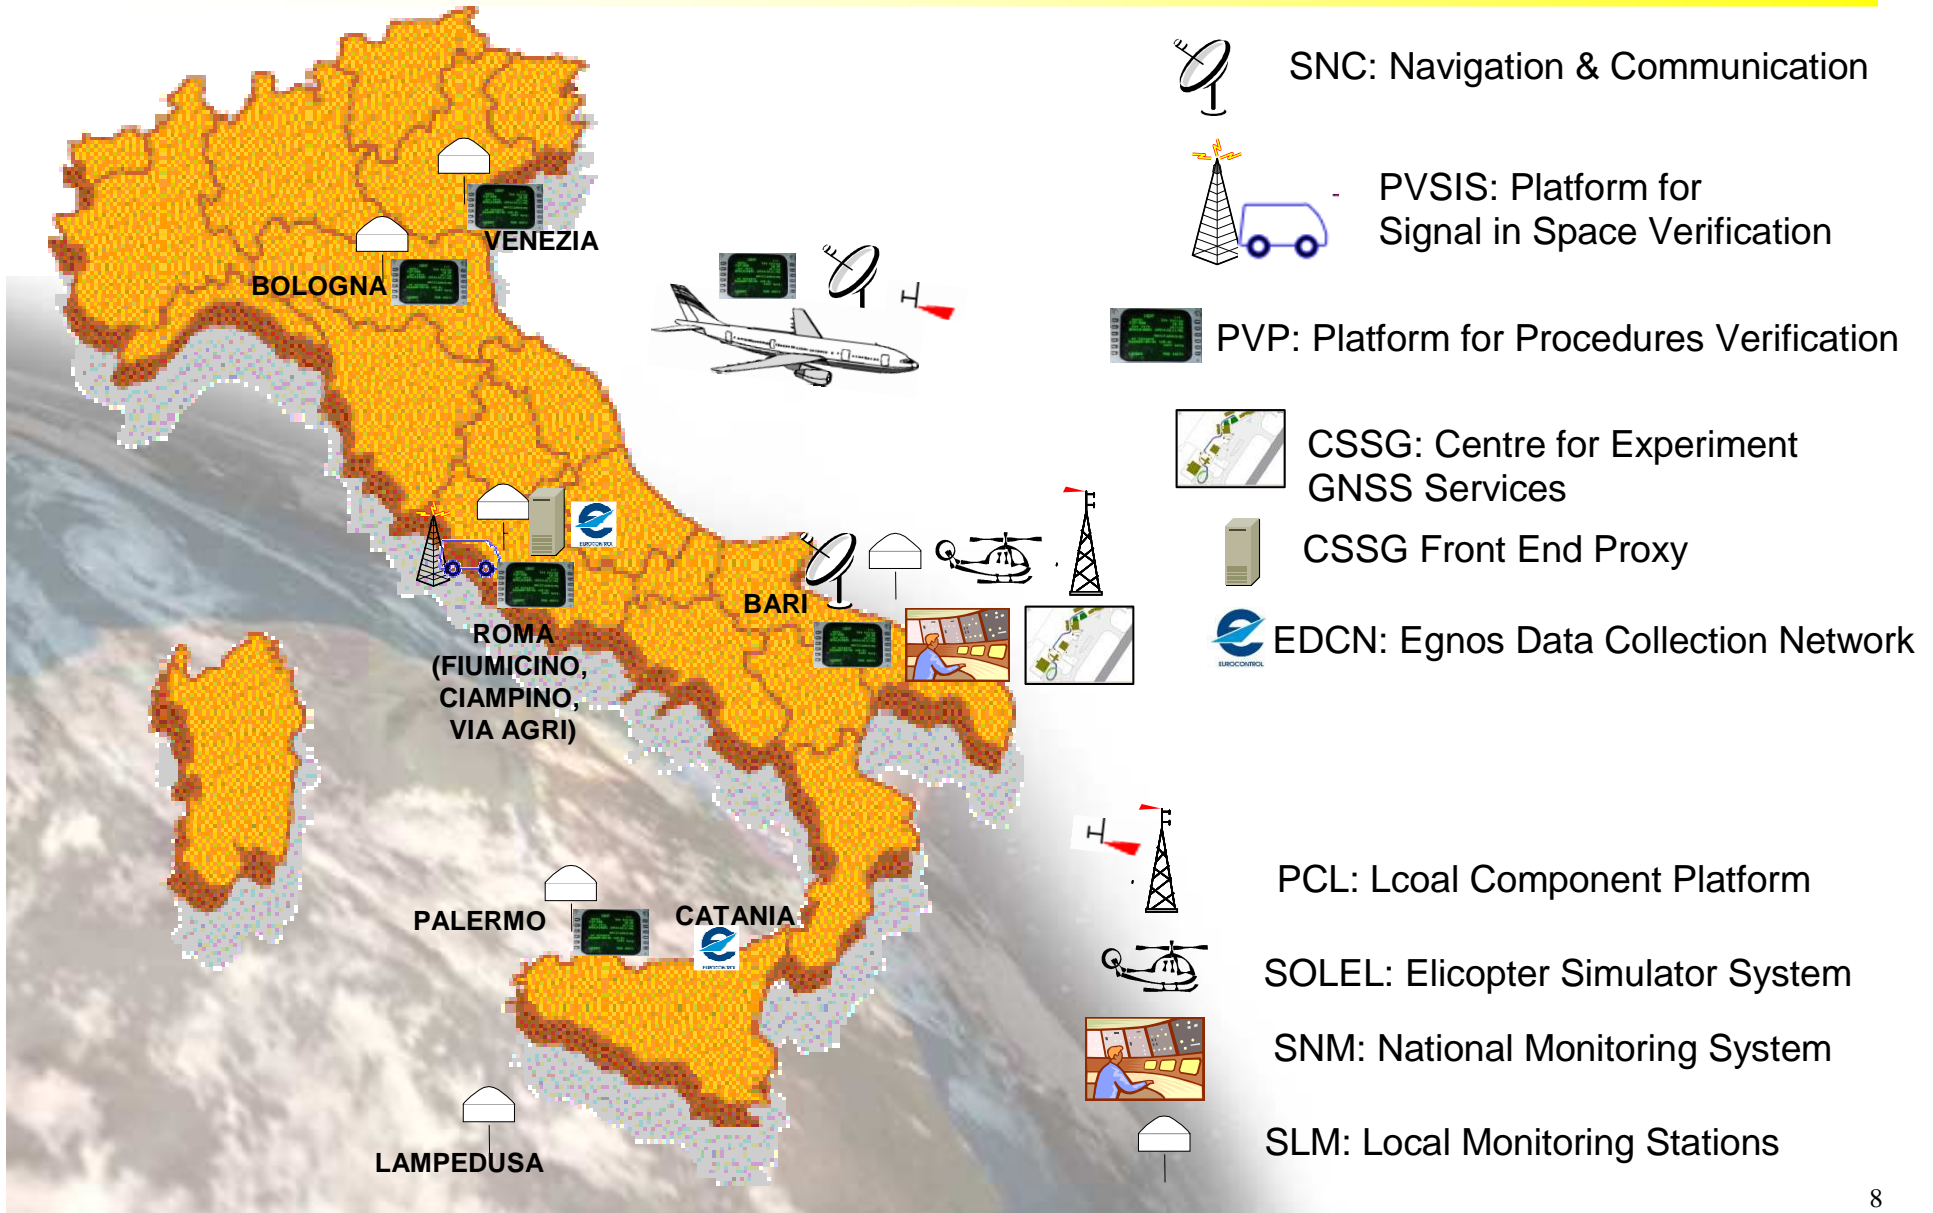 SNC: Navigation & Communication
PVSIS: Platform for
Signal in Space Verification
VENEZIA
BOLOGNA
PVP: Platform for Procedures Verification
CSSG: Centre for Experiment
GNSS Services
EUROCONTROL
CSSG Front End Proxy
BARI
ROMA
(FIUMICINO,
CIAMPINO,
VIA AGRI)
EDCN: Egnos Data Collection Network
EUROCONTROL
PCL: Lcoal Component Platform
PALERMO
CATANIA
EUROCONTROL
SOLEL: Elicopter Simulator System
SNM: National Monitoring System
SLM: Local Monitoring Stations
LAMPEDUSA
8